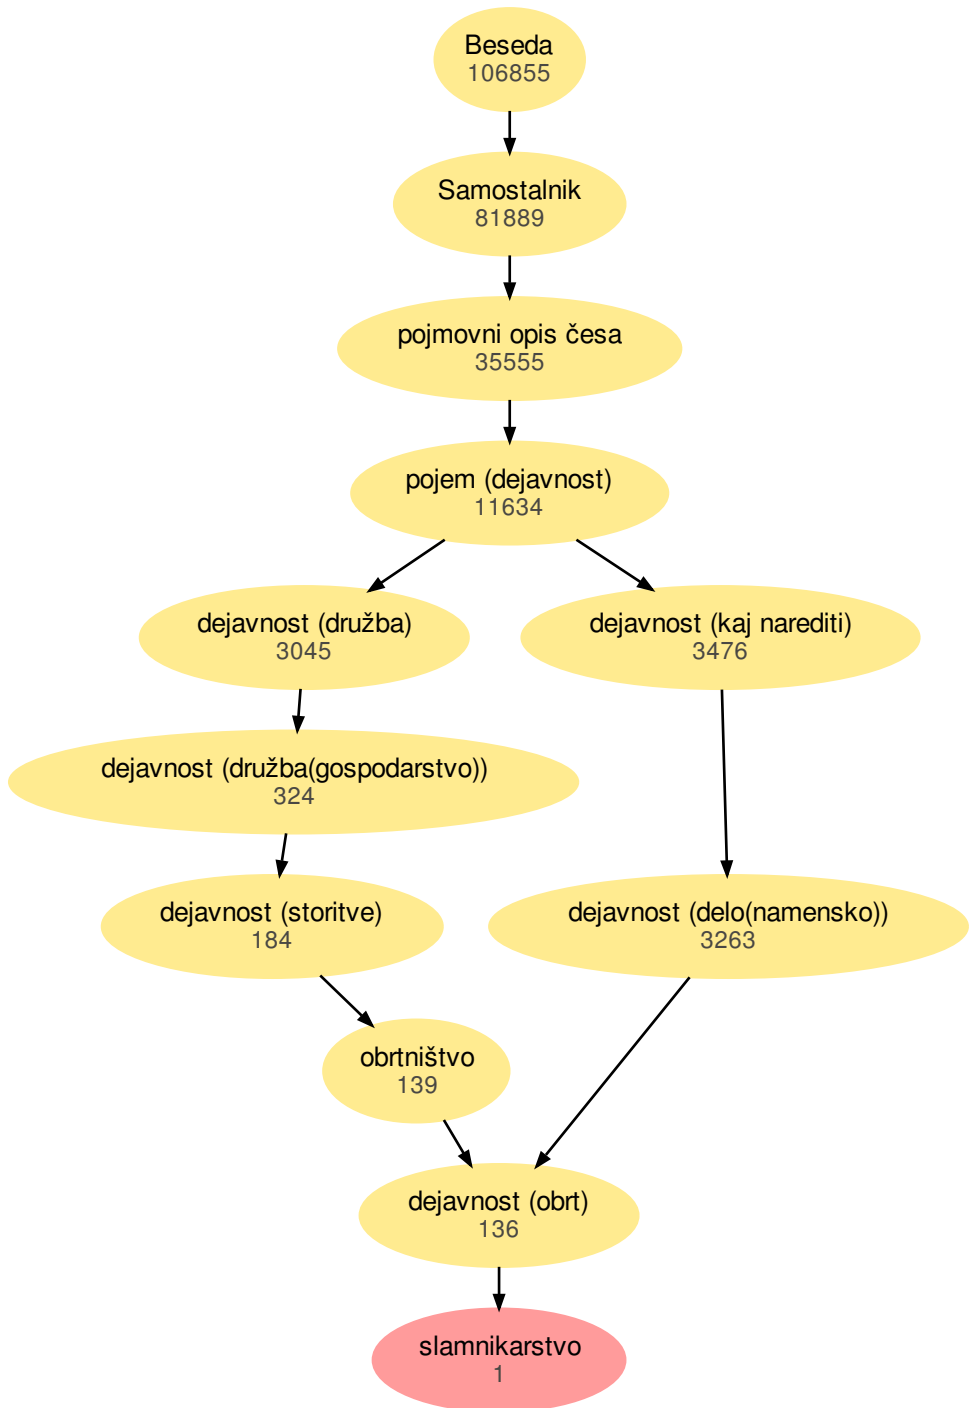 Beseda
106855
Samostalnik
81889
pojmovni opis česa
35555
pojem (dejavnost)
11634
dejavnost (družba)
3045
dejavnost (kaj narediti)
3476
dejavnost (družba(gospodarstvo))
324
dejavnost (storitve)
184
dejavnost (delo(namensko))
3263
obrtništvo
139
dejavnost (obrt)
136
slamnikarstvo
1